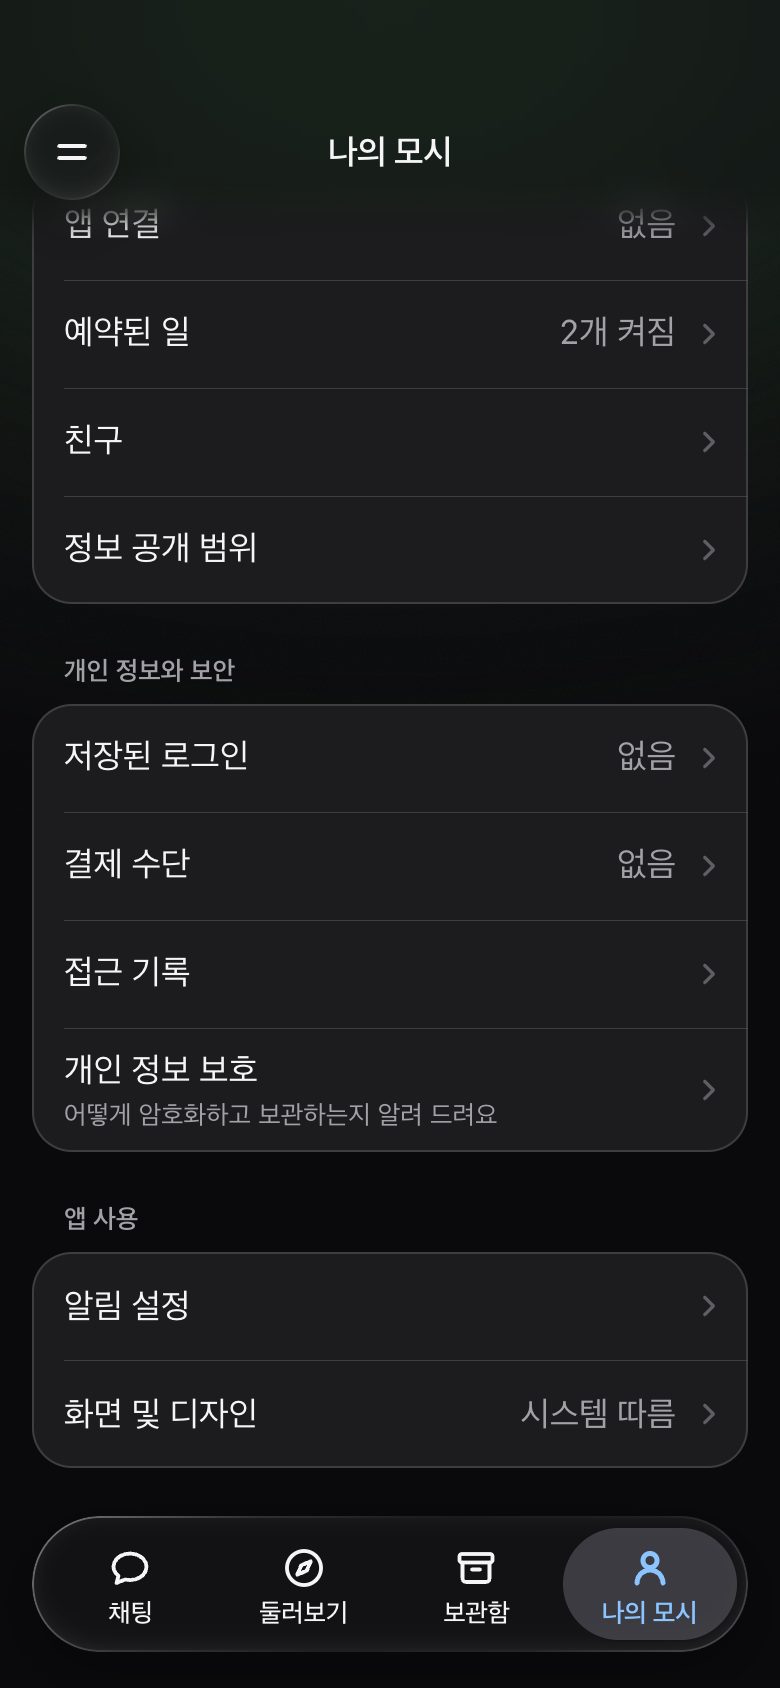 나의 모시
앱 연결 없음
예약된 일 2개 켜짐
친구
정보 공개 범위
개인 정보와 보안
저장된 로그인 없음
결제 수단 없음
접근 기록
개인 정보 보호
어떻게 암호화하고 보관하는지 알려 드려요
앱 사용
알림 설정
화면 및 디자인 시스템 따름
채팅 둘러보기 보관함 나의 모시